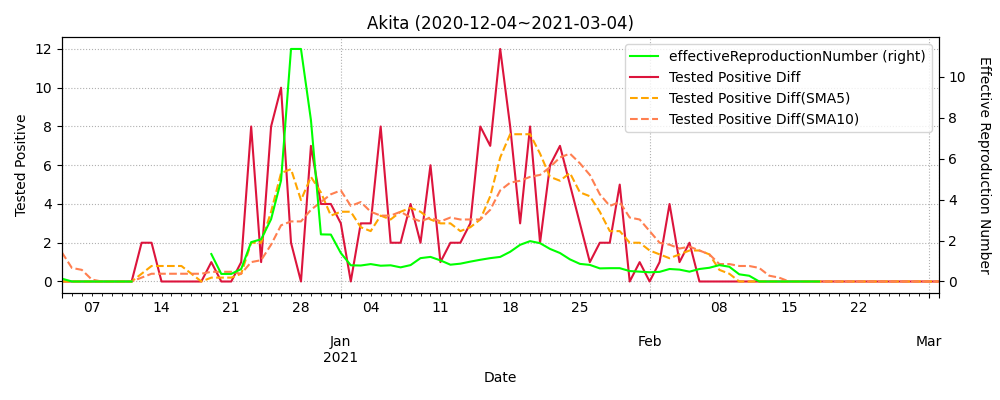 Akita (2020-12-04~2021-03-04)
effectiveReproductionNumber (right)
Tested Positive Diff
Tested Positive Diff(SMA5)
Tested Positive Diff(SMA10)
Tested Positive
12
10
8
6
4
2
0
10
8
6
4
2
0
Effective Reproduction Number
07 14 21 28 04 11 18 25 08 15 22
Jan Feb Mar
2021
Date